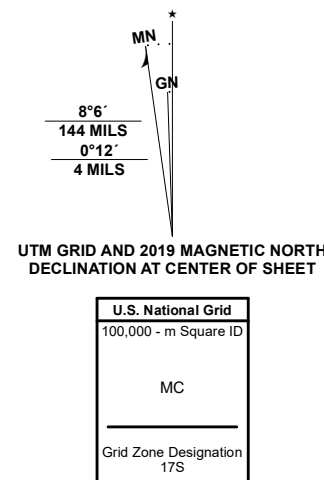 ★
MN
GN
8°6´
144 MILS
0°12´
4 MILS
UTM GRID AND 2019 MAGNETIC NORTH
DECLINATION AT CENTER OF SHEET
U.S. National Grid
100,000 - m Square ID
MC
Grid Zone Designation
17S